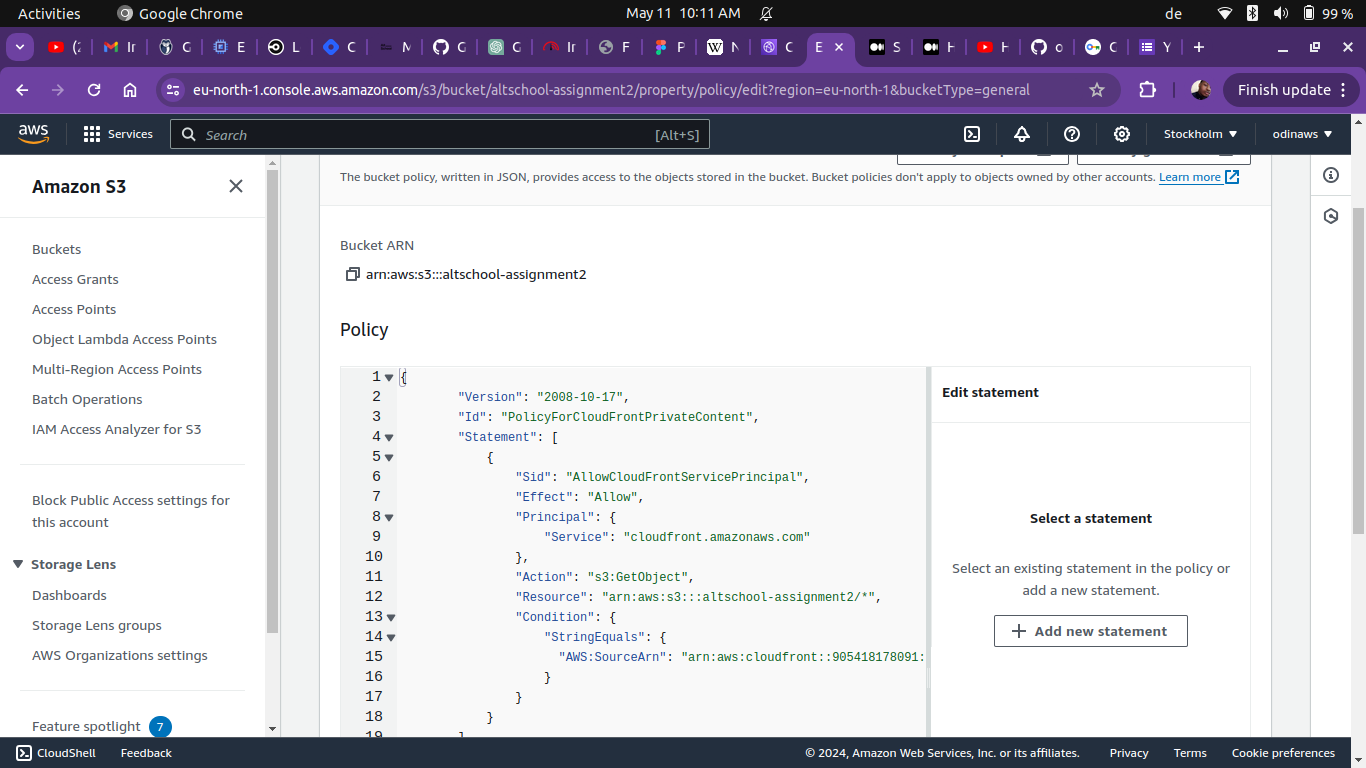 Activities Google Chrome May 11 10:11 AM de 99 %
(2 Ir G E L C M G G Ir F P W N C E S H H o C Y
eu-north-1.console.aws.amazon.com/s3/bucket/altschool-assignment2/property/policy/edit?region=eu-north-1&bucketType=general Finish update
aws Services Search [Alt+S] Stockholm odinaws
Amazon S3
Buckets
Access Grants
Access Points
Object Lambda Access Points
Multi-Region Access Points
Batch Operations
IAM Access Analyzer for S3
Block Public Access settings for
this account
Storage Lens
Dashboards
Storage Lens groups
AWS Organizations settings
Feature spotlight 7
The bucket policy, written in JSON, provides access to the objects stored in the bucket. Bucket policies don't apply to objects owned by other accounts. Learn more
Bucket ARN
arn:aws:s3:::altschool-assignment2
Policy
1 {
2 "Version": "2008-10-17",
3 "Id": "PolicyForCloudFrontPrivateContent",
4 "Statement": [
5 {
6 "Sid": "AllowCloudFrontServicePrincipal",
7 "Effect": "Allow",
8 "Principal": {
9 "Service": "cloudfront.amazonaws.com"
10 },
11 "Action": "s3:GetObject",
12 "Resource": "arn:aws:s3:::altschool-assignment2/*",
13 "Condition": {
14 "StringEquals": {
15 "AWS:SourceArn": "arn:aws:cloudfront::905418178091:
16 }
17 }
18 }
19 ]
Edit statement
Select a statement
Select an existing statement in the policy or
add a new statement.
Add new statement
CloudShell Feedback © 2024, Amazon Web Services, Inc. or its affiliates. Privacy Terms Cookie preferences